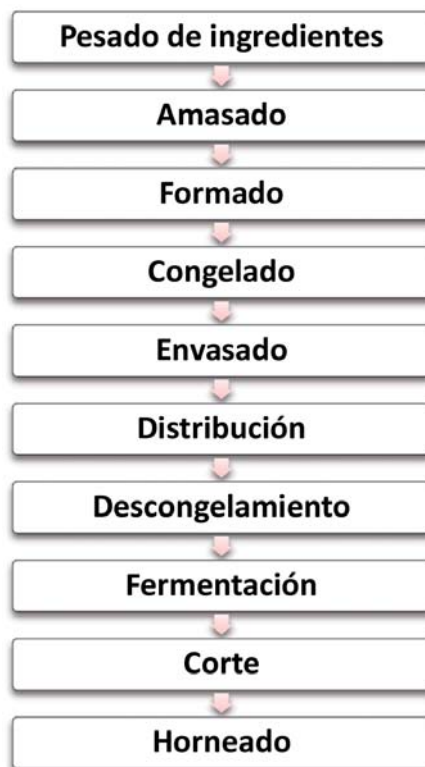 Pesado de ingredientes
Amasado
Formado
Congelado
Envasado
Distribución
Descongelamiento
Fermentación
Corte
Horneado